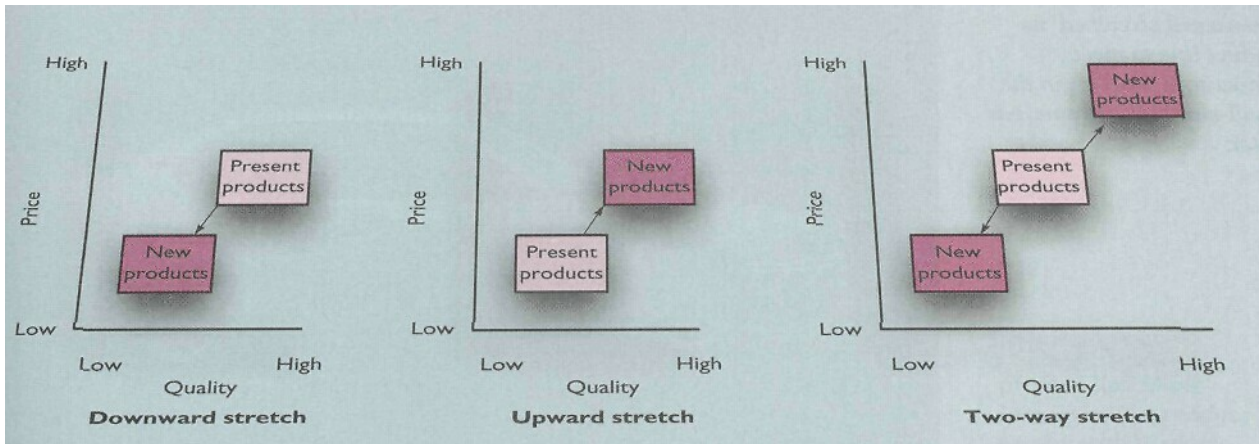 High
Present
products
New
products
Price
Low
Low
High
Quality
Downward stretch
High
New
products
Present
products
Price
Low
Low
High
Quality
Upward stretch
High
New
products
Present
products
New
products
Price
Low
Low
High
Quality
Two-way stretch